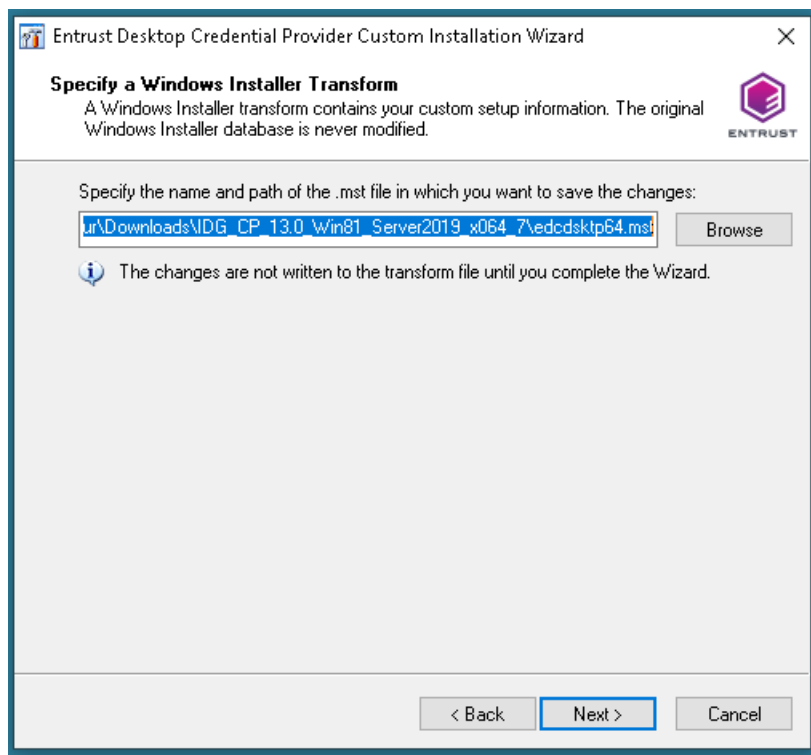 Entrust Desktop Credential Provider Custom Installation Wizard
Specify a Windows Installer Transform
A Windows Installer transform contains your custom setup information. The original
Windows Installer database is never modified.
ENTRUST
Specify the name and path of the .mst file in which you want to save the changes:
ur\Downloads\IDG_CP_13.0_Win81_Server2019_x064_7\edcdsktp64.mst
Browse
The changes are not written to the transform file until you complete the Wizard.
< Back
Next >
Cancel